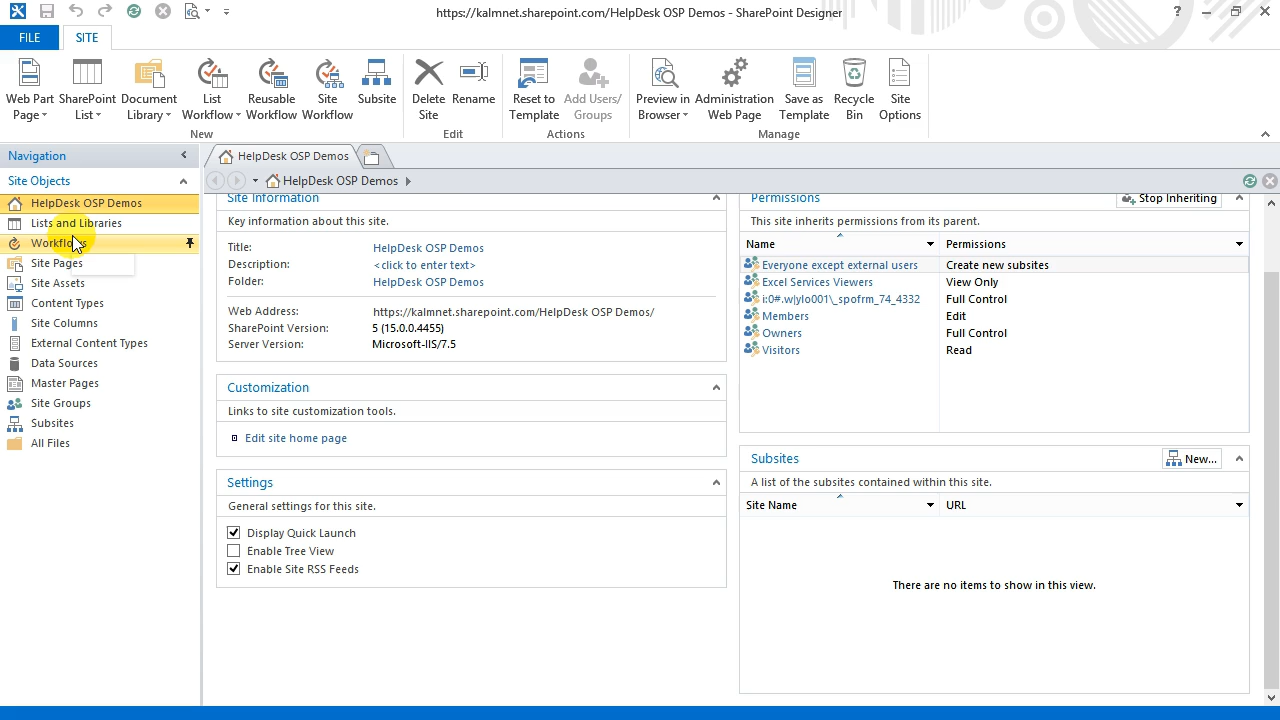 https://kalmnet.sharepoint.com/HelpDesk OSP Demos - SharePoint Designer
?
FILE
SITE
Web Part Page
SharePoint List
Document Library
List Workflow
Reusable Workflow
Site Workflow
Subsite
Delete Site
Rename
Reset to Template
Add Users/ Groups
Preview in Browser
Administration Web Page
Save as Template
Recycle Bin
Site Options
New
Edit
Actions
Manage
Navigation
HelpDesk OSP Demos
Site Objects
HelpDesk OSP Demos
HelpDesk OSP Demos
Lists and Libraries
Workflows
Site Pages
Site Assets
Content Types
Site Columns
External Content Types
Data Sources
Master Pages
Site Groups
Subsites
All Files
Site Information
Key information about this site.
Title: HelpDesk OSP Demos
Description: <click to enter text>
Folder: HelpDesk OSP Demos
Web Address: https://kalmnet.sharepoint.com/HelpDesk OSP Demos/
SharePoint Version: 5 (15.0.0.4455)
Server Version: Microsoft-IIS/7.5
Customization
Links to site customization tools.
Edit site home page
Settings
General settings for this site.
Display Quick Launch
Enable Tree View
Enable Site RSS Feeds
Permissions
Stop Inheriting
This site inherits permissions from its parent.
Name Permissions
Everyone except external users Create new subsites
Excel Services Viewers View Only
i:0#.w|ylo001\_spofrm_74_4332 Full Control
Members Edit
Owners Full Control
Visitors Read
Subsites
New...
A list of the subsites contained within this site.
Site Name URL
There are no items to show in this view.